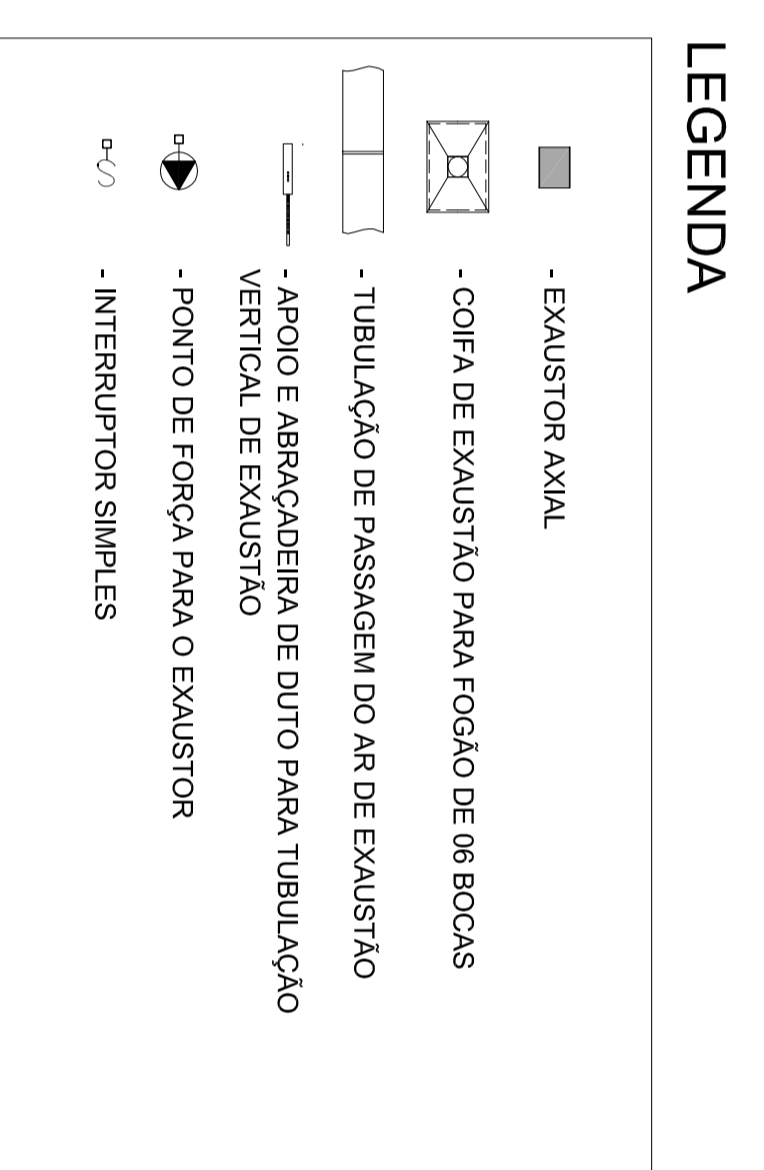 LEGENDA
- EXAUSTOR AXIAL
- COIFA DE EXAUSTÃO PARA FOGÃO DE 06 BOCAS
- TUBULAÇÃO DE PASSAGEM DO AR DE EXAUSTÃO
- APOIO E ABRAÇADEIRA DE DUTO PARA TUBULAÇÃO
VERTICAL DE EXAUSTÃO
- PONTO DE FORÇA PARA O EXAUSTOR
- INTERRUPTOR SIMPLES